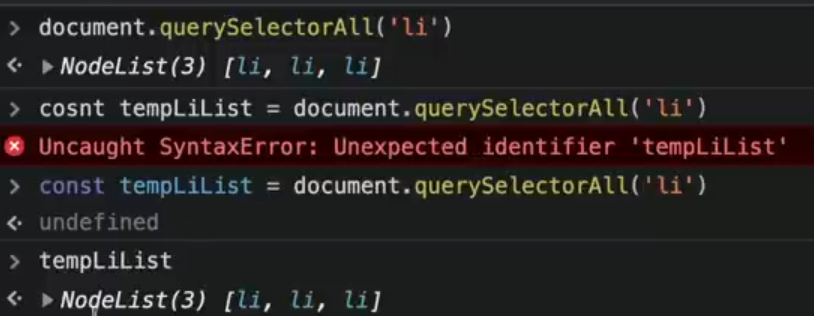 > document.querySelectorAll('li')
<· ▶ NodeList(3) [li, li, li]
> cosnt tempLiList = document.querySelectorAll('li')
Uncaught SyntaxError: Unexpected identifier 'tempLiList'
> const tempLiList = document.querySelectorAll('li')
<· undefined
> tempLiList
<· ▶ NodeList(3) [li, li, li]